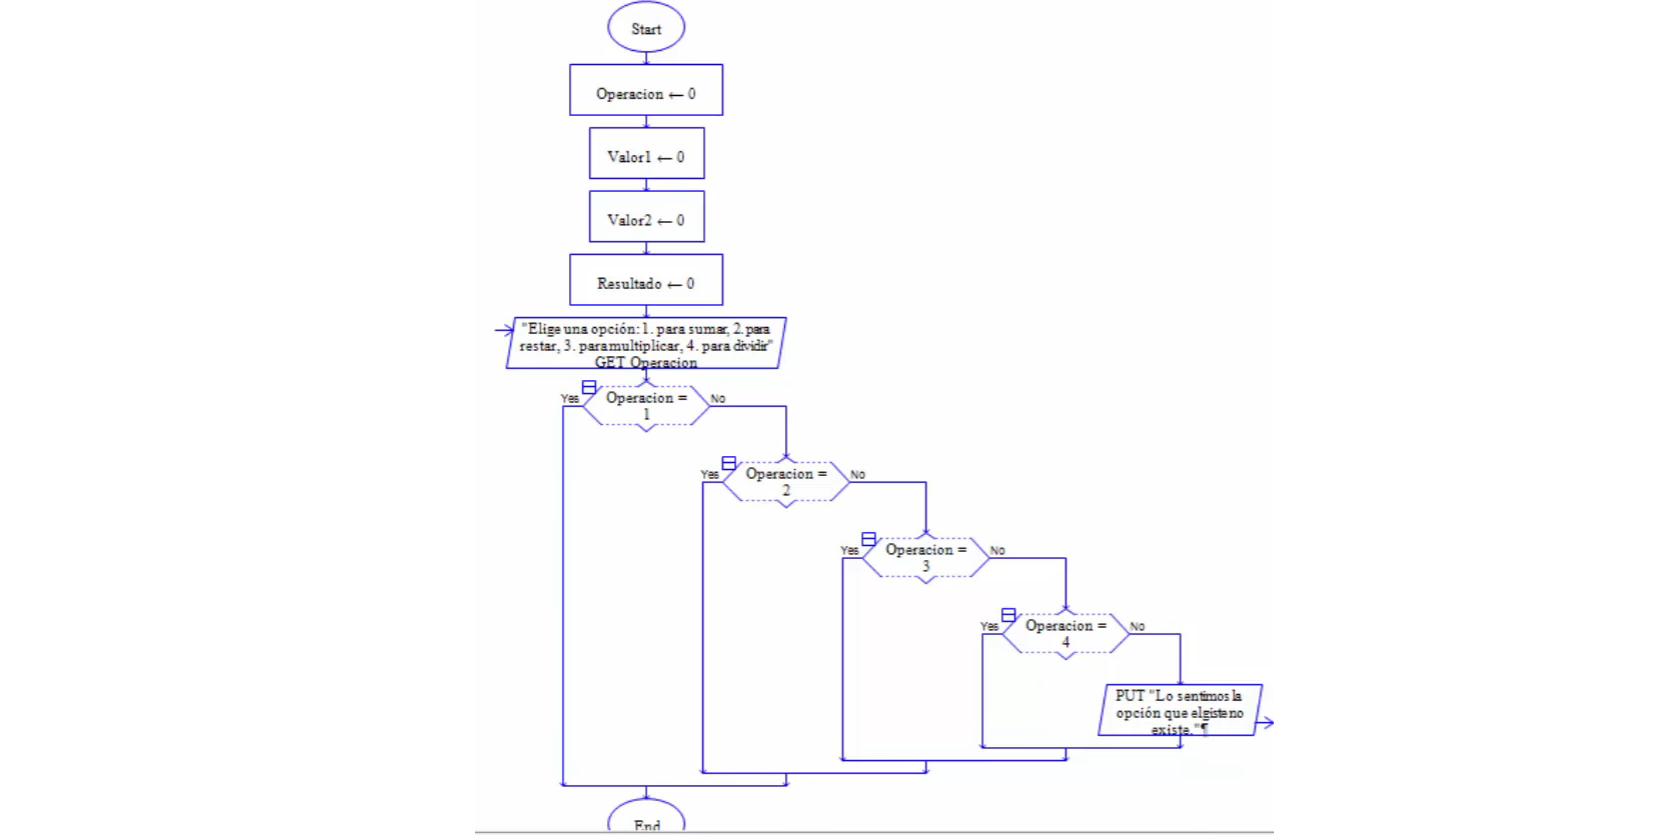 Start
Operacion ← 0
Valor1 ← 0
Valor2 ← 0
Resultado ← 0
"Elige una opción: 1. para sumar, 2. para
restar, 3. para multiplicar, 4. para dividir"
GET Operacion
Yes
Operacion =
1
No
Yes
Operacion =
2
No
Yes
Operacion =
3
No
Yes
Operacion =
4
No
PUT "Lo sentimos la
opción que elgiste no
existe."¶
End